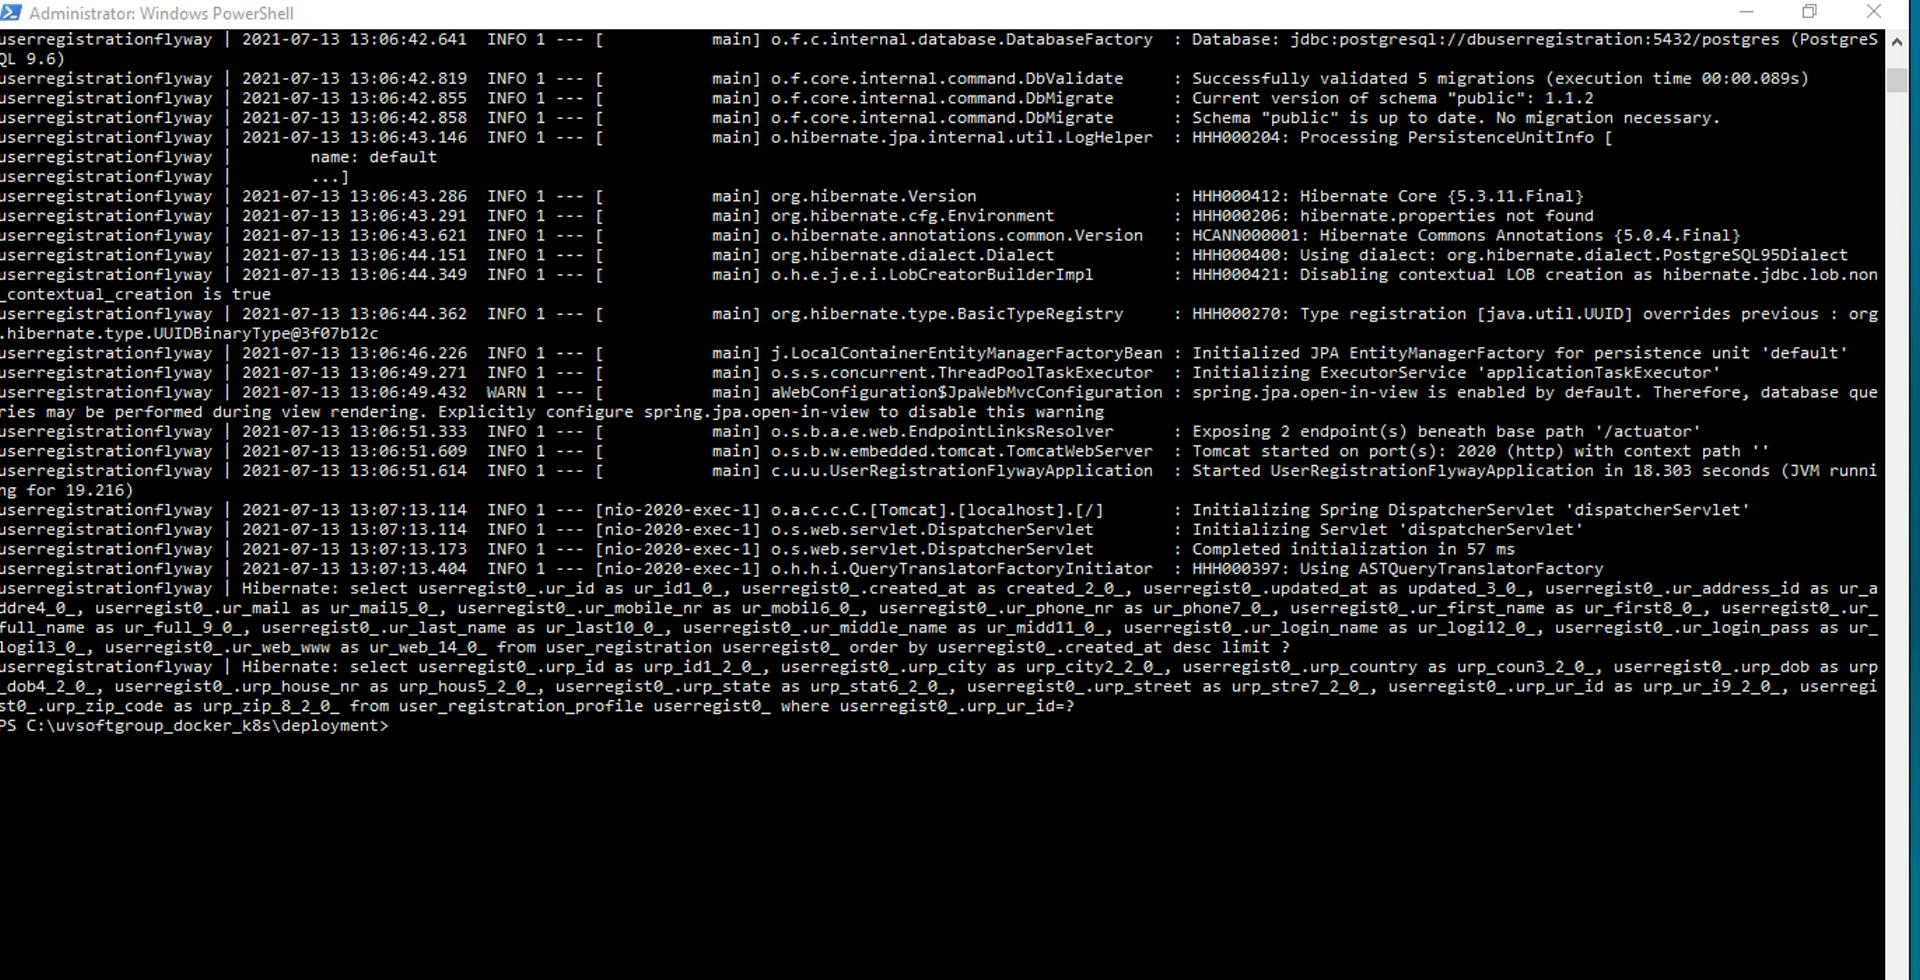 Administrator: Windows PowerShell
userregistrationflyway | 2021-07-13 13:06:42.641  INFO 1 --- [           main] o.f.c.internal.database.DatabaseFactory  : Database: jdbc:postgresql://dbuserregistration:5432/postgres (PostgreS
QL 9.6)
userregistrationflyway | 2021-07-13 13:06:42.819  INFO 1 --- [           main] o.f.core.internal.command.DbValidate     : Successfully validated 5 migrations (execution time 00:00.089s)
userregistrationflyway | 2021-07-13 13:06:42.855  INFO 1 --- [           main] o.f.core.internal.command.DbMigrate      : Current version of schema "public": 1.1.2
userregistrationflyway | 2021-07-13 13:06:42.858  INFO 1 --- [           main] o.f.core.internal.command.DbMigrate      : Schema "public" is up to date. No migration necessary.
userregistrationflyway | 2021-07-13 13:06:43.146  INFO 1 --- [           main] o.hibernate.jpa.internal.util.LogHelper  : HHH000204: Processing PersistenceUnitInfo [
userregistrationflyway |        name: default
userregistrationflyway |        ...]
userregistrationflyway | 2021-07-13 13:06:43.286  INFO 1 --- [           main] org.hibernate.Version                    : HHH000412: Hibernate Core {5.3.11.Final}
userregistrationflyway | 2021-07-13 13:06:43.291  INFO 1 --- [           main] org.hibernate.cfg.Environment            : HHH000206: hibernate.properties not found
userregistrationflyway | 2021-07-13 13:06:43.621  INFO 1 --- [           main] o.hibernate.annotations.common.Version   : HCANN000001: Hibernate Commons Annotations {5.0.4.Final}
userregistrationflyway | 2021-07-13 13:06:44.151  INFO 1 --- [           main] org.hibernate.dialect.Dialect            : HHH000400: Using dialect: org.hibernate.dialect.PostgreSQL95Dialect
userregistrationflyway | 2021-07-13 13:06:44.349  INFO 1 --- [           main] o.h.e.j.e.i.LobCreatorBuilderImpl        : HHH000421: Disabling contextual LOB creation as hibernate.jdbc.lob.non
_contextual_creation is true
userregistrationflyway | 2021-07-13 13:06:44.362  INFO 1 --- [           main] org.hibernate.type.BasicTypeRegistry     : HHH000270: Type registration [java.util.UUID] overrides previous : org
.hibernate.type.UUIDBinaryType@3f07b12c
userregistrationflyway | 2021-07-13 13:06:46.226  INFO 1 --- [           main] j.LocalContainerEntityManagerFactoryBean : Initialized JPA EntityManagerFactory for persistence unit 'default'
userregistrationflyway | 2021-07-13 13:06:49.271  INFO 1 --- [           main] o.s.s.concurrent.ThreadPoolTaskExecutor  : Initializing ExecutorService 'applicationTaskExecutor'
userregistrationflyway | 2021-07-13 13:06:49.432  WARN 1 --- [           main] aWebConfiguration$JpaWebMvcConfiguration : spring.jpa.open-in-view is enabled by default. Therefore, database que
ries may be performed during view rendering. Explicitly configure spring.jpa.open-in-view to disable this warning
userregistrationflyway | 2021-07-13 13:06:51.333  INFO 1 --- [           main] o.s.b.a.e.web.EndpointLinksResolver      : Exposing 2 endpoint(s) beneath base path '/actuator'
userregistrationflyway | 2021-07-13 13:06:51.609  INFO 1 --- [           main] o.s.b.w.embedded.tomcat.TomcatWebServer  : Tomcat started on port(s): 2020 (http) with context path ''
userregistrationflyway | 2021-07-13 13:06:51.614  INFO 1 --- [           main] c.u.u.UserRegistrationFlywayApplication  : Started UserRegistrationFlywayApplication in 18.303 seconds (JVM runni
ng for 19.216)
userregistrationflyway | 2021-07-13 13:07:13.114  INFO 1 --- [nio-2020-exec-1] o.a.c.c.C.[Tomcat].[localhost].[/]       : Initializing Spring DispatcherServlet 'dispatcherServlet'
userregistrationflyway | 2021-07-13 13:07:13.114  INFO 1 --- [nio-2020-exec-1] o.s.web.servlet.DispatcherServlet        : Initializing Servlet 'dispatcherServlet'
userregistrationflyway | 2021-07-13 13:07:13.173  INFO 1 --- [nio-2020-exec-1] o.s.web.servlet.DispatcherServlet        : Completed initialization in 57 ms
userregistrationflyway | 2021-07-13 13:07:13.404  INFO 1 --- [nio-2020-exec-1] o.h.h.i.QueryTranslatorFactoryInitiator  : HHH000397: Using ASTQueryTranslatorFactory
userregistrationflyway | Hibernate: select userregist0_.ur_id as ur_id1_0_, userregist0_.created_at as created_2_0_, userregist0_.updated_at as updated_3_0_, userregist0_.ur_address_id as ur_a
ddre4_0_, userregist0_.ur_mail as ur_mail5_0_, userregist0_.ur_mobile_nr as ur_mobil6_0_, userregist0_.ur_phone_nr as ur_phone7_0_, userregist0_.ur_first_name as ur_first8_0_, userregist0_.ur_
full_name as ur_full_9_0_, userregist0_.ur_last_name as ur_last10_0_, userregist0_.ur_middle_name as ur_midd11_0_, userregist0_.ur_login_name as ur_logi12_0_, userregist0_.ur_login_pass as ur_
logi13_0_, userregist0_.ur_web_www as ur_web_14_0_ from user_registration userregist0_ order by userregist0_.created_at desc limit ?
userregistrationflyway | Hibernate: select userregist0_.urp_id as urp_id1_2_0_, userregist0_.urp_city as urp_city2_2_0_, userregist0_.urp_country as urp_coun3_2_0_, userregist0_.urp_dob as urp
_dob4_2_0_, userregist0_.urp_house_nr as urp_hous5_2_0_, userregist0_.urp_state as urp_stat6_2_0_, userregist0_.urp_street as urp_stre7_2_0_, userregist0_.urp_ur_id as urp_ur_i9_2_0_, userregi
st0_.urp_zip_code as urp_zip_8_2_0_ from user_registration_profile userregist0_ where userregist0_.urp_ur_id=?
PS C:\uvsoftgroup_docker_k8s\deployment>